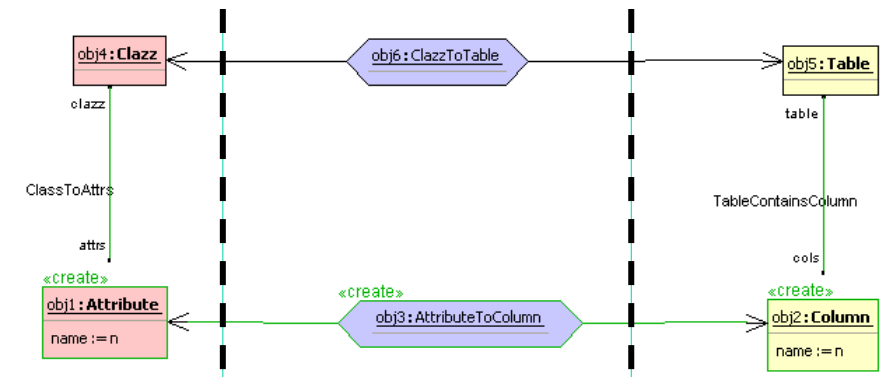 obj4:Clazz
obj6:ClazzToTable
obj5:Table
clazz
table
ClassToAttrs
TableContainsColumn
attrs
cols
«create»
«create»
«create»
obj1:Attribute
obj3:AttributeToColumn
obj2:Column
name := n
name := n